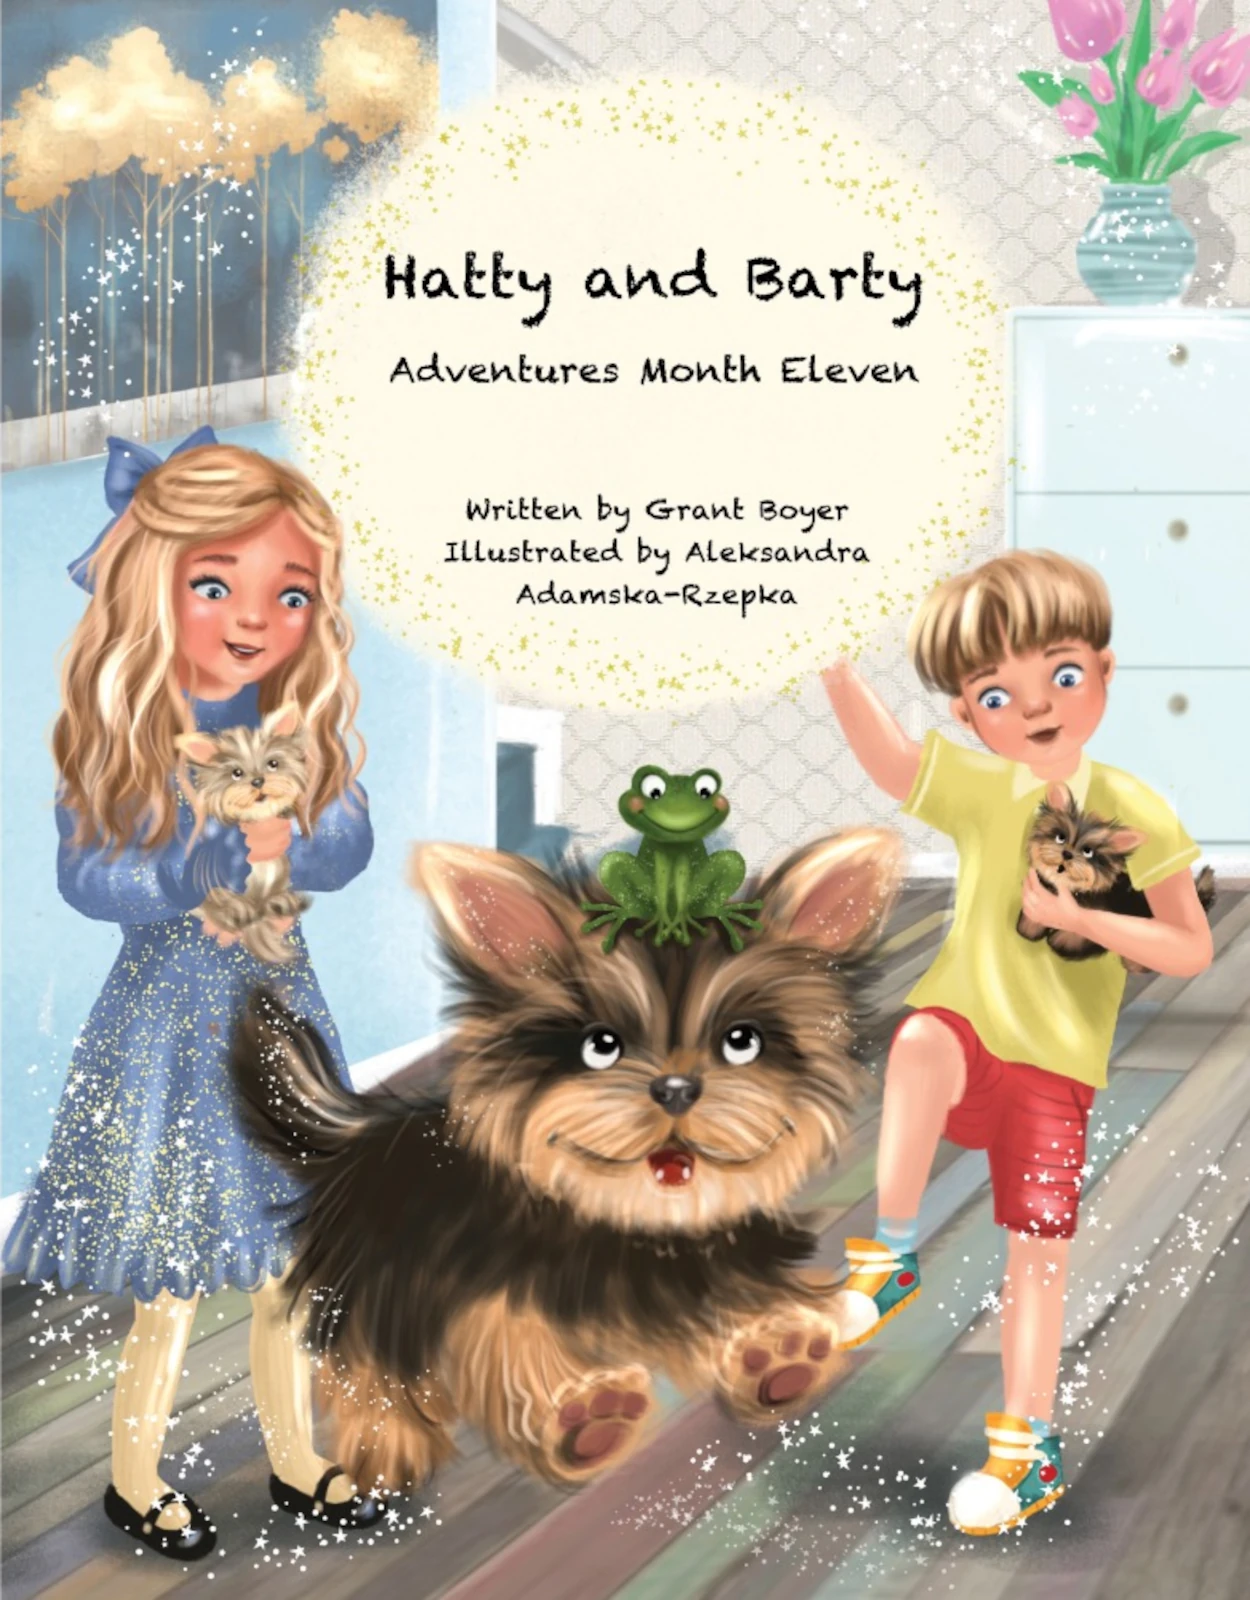 Hatty and Barty
Adventures Month Eleven
Written by Grant Boyer
Illustrated by Aleksandra
Adamska-Rzepka